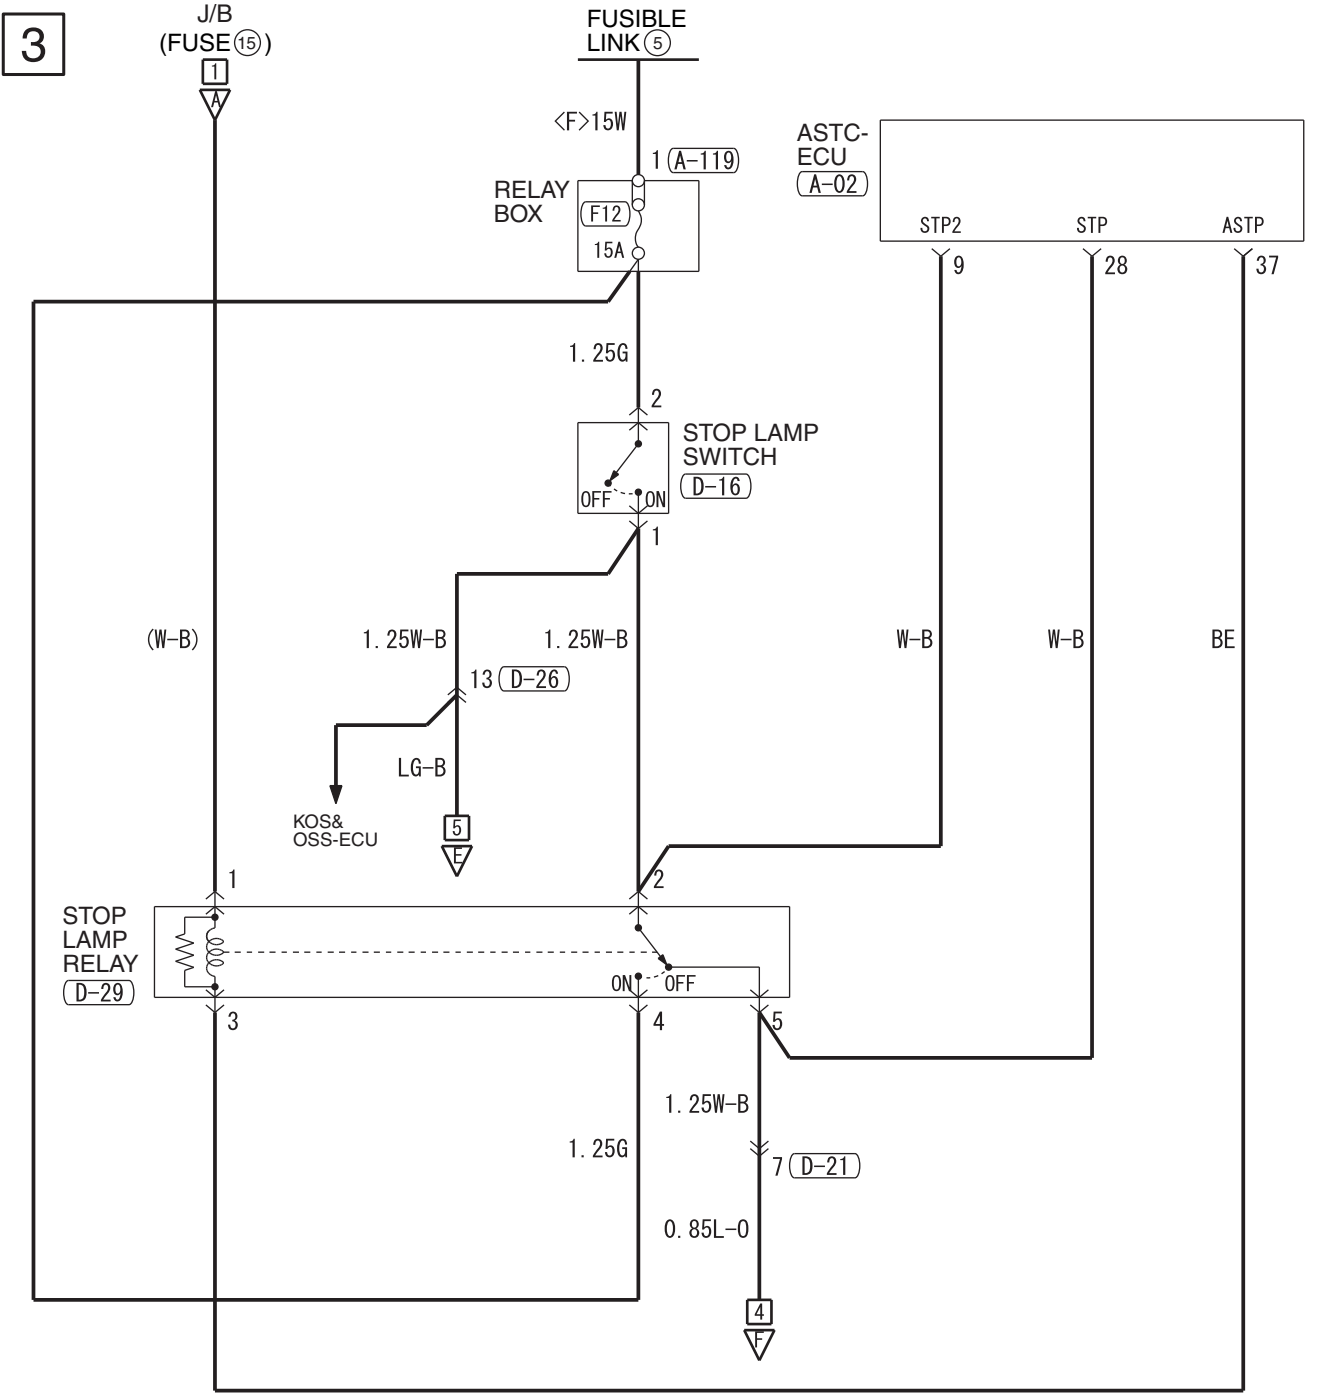 3
J/B
(FUSE⑮)
1
A
FUSIBLE
LINK⑤
<F>15W
1 A-119
RELAY
BOX
F12
15A
ASTC-
ECU
A-02
STP2
STP
ASTP
9
28
37
1.25G
2
STOP LAMP
SWITCH
D-16
OFF
ON
1
(W-B)
1.25W-B
1.25W-B
W-B
W-B
BE
13 D-26
LG-B
KOS&
OSS-ECU
5
E
1
2
STOP
LAMP
RELAY
D-29
ON
OFF
3
4
5
1.25W-B
1.25G
7 D-21
0.85L-O
4
F